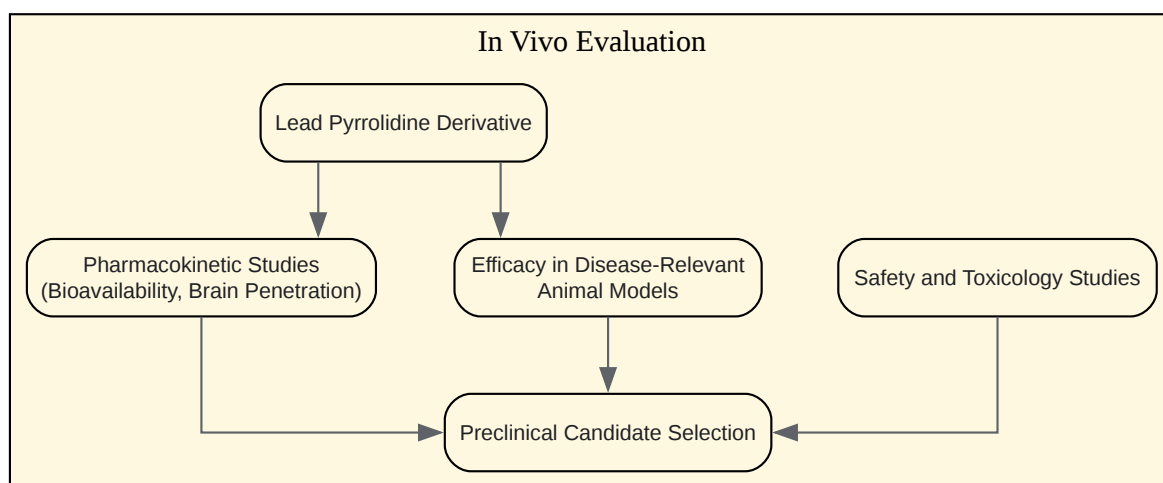 In Vivo Evaluation
Lead Pyrrolidine Derivative
Pharmacokinetic Studies
(Bioavailability, Brain Penetration)
Efficacy in Disease-Relevant
Animal Models
Safety and Toxicology Studies
Preclinical Candidate Selection